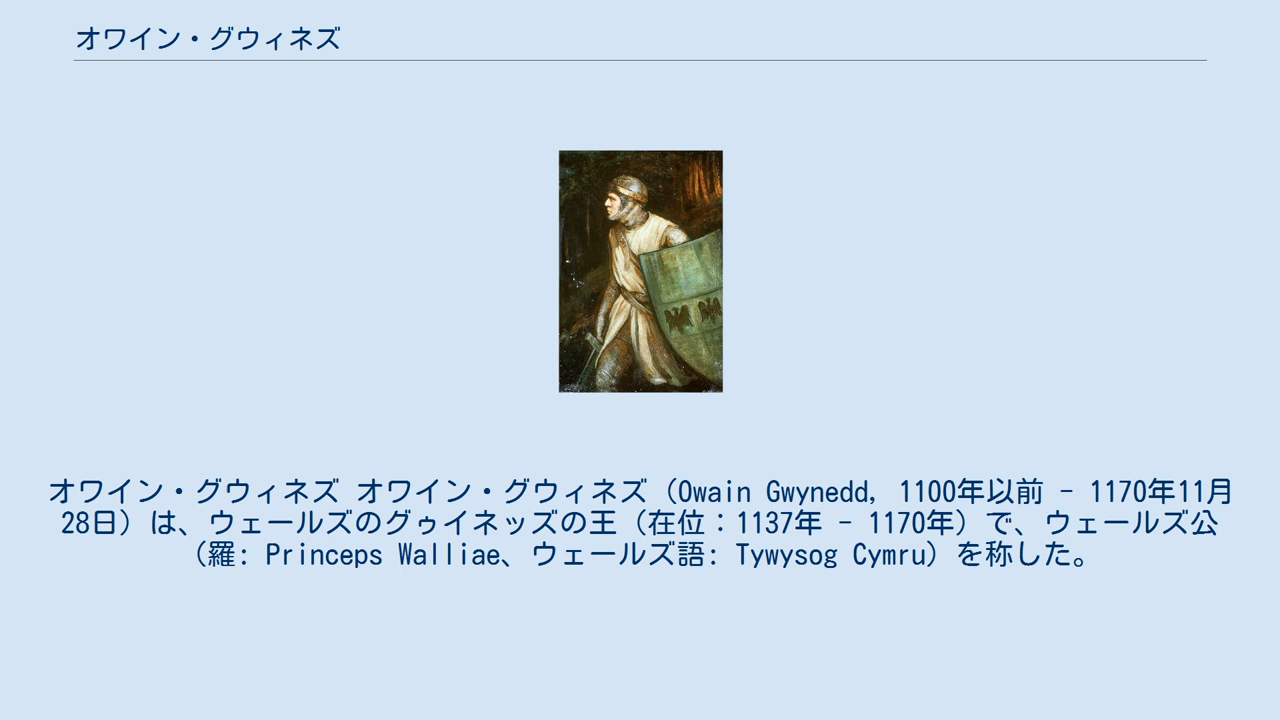 オワイン・グウィネズ
オワイン・グウィネズ オワイン・グウィネズ（Owain Gwynedd, 1100年以前 - 1170年11月
28日）は、ウェールズのグゥイネッズの王（在位：1137年 - 1170年）で、ウェールズ公
（羅: Princeps Walliae、ウェールズ語: Tywysog Cymru）を称した。